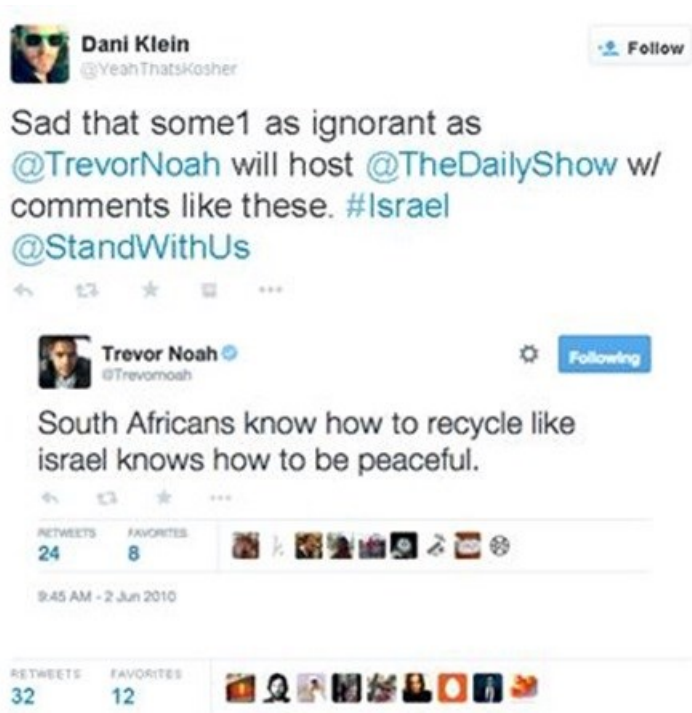 Dani Klein
@YeahThatsKosher
Follow
Sad that some1 as ignorant as
@TrevorNoah will host @TheDailyShow w/
comments like these. #Israel
@StandWithUs
Trevor Noah
@Trevornoah
Following
South Africans know how to recycle like
israel knows how to be peaceful.
RETWEETS FAVORITES
24 8
9:45 AM - 2 Jun 2010
RETWEETS FAVORITES
32 12